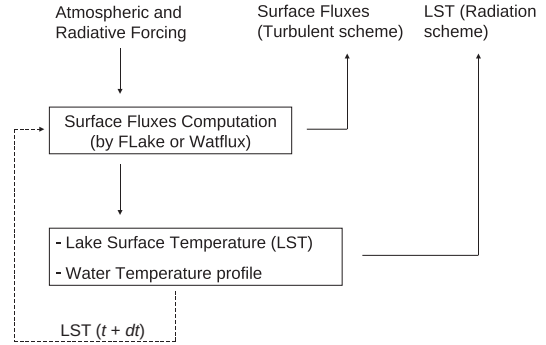 Atmospheric and
Radiative Forcing
Surface Fluxes
(Turbulent scheme)
LST (Radiation
scheme)
Surface Fluxes Computation
(by FLake or Watflux)
- Lake Surface Temperature (LST)
- Water Temperature profile
LST (t + dt)